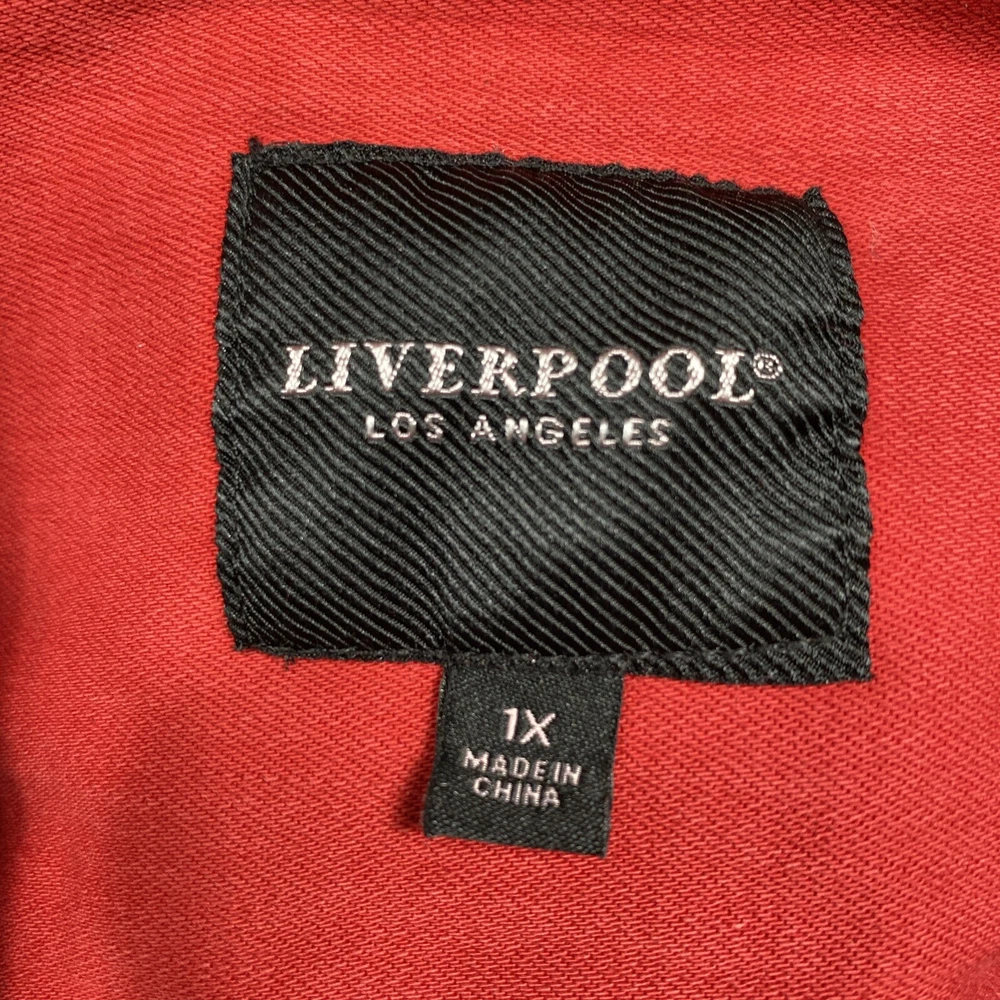 LIVERPOOL®
LOS ANGELES
1X
MADE IN
CHINA